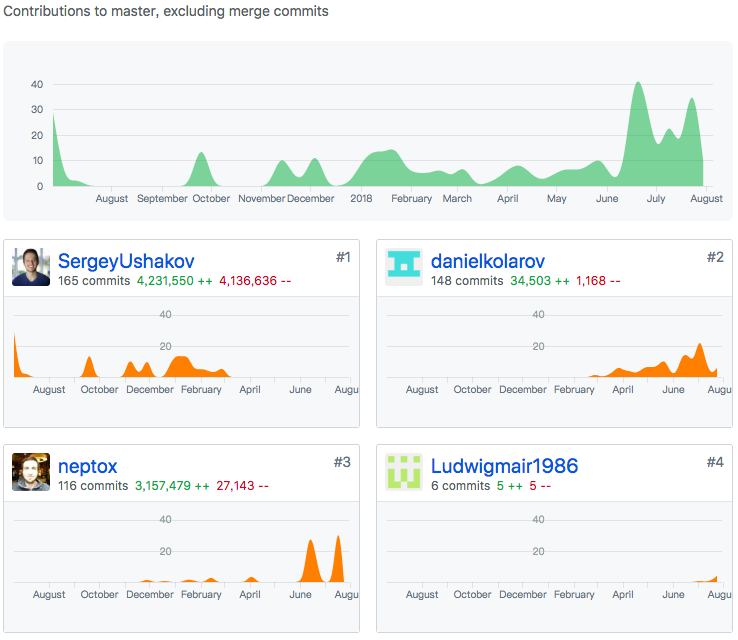 Contributions to master, excluding merge commits
40
30
20
10
0
August September October November December 2018 February March April May June July August
SergeyUshakov #1
165 commits 4,231,550 ++ 4,136,636 --
40
20
August October December February April June Augu
danielkolarov #2
148 commits 34,503 ++ 1,168 --
40
20
August October December February April June Augu
neptox #3
116 commits 3,157,479 ++ 27,143 --
40
20
August October December February April June Augu
Ludwigmair1986 #4
6 commits 5 ++ 5 --
40
20
August October December February April June Augu